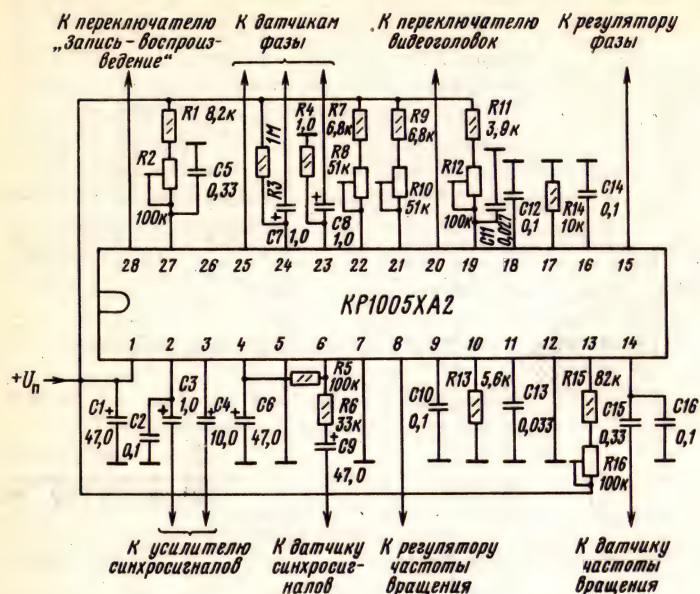 К переключателю
„Запись – воспроиз-
ведение“
К датчикам
фазы
К переключателю
видеоголовок
К регулятору
фазы
R1 8,2к
R2
100к
C5
0,33
1М
R3
C7
1,0
R4
1,0
C8
1,0
R7
6,8к
R8
51к
R9
6,8к
R10
51к
R11
3,9к
R12
100к
C11
0,027
C12
0,1
R14
10к
C14
0,1
28 27 26 25 24 23 22 21 20 19 18 17 16 15
КР1005ХА2
1 2 3 4 5 6 7 8 9 10 11 12 13 14
+Uп
C1
47,0
C2
0,1
C3
1,0
C4
10,0
C6
47,0
R5
100к
R6
33к
C9
47,0
C10
0,1
R13
5,6к
C13
0,033
R15
82к
C15
0,33
R16
100к
C16
0,1
К усилителю
синхросигналов
К датчику
синхросиг-
налов
К регулятору
частоты
вращения
К датчику
частоты
вращения